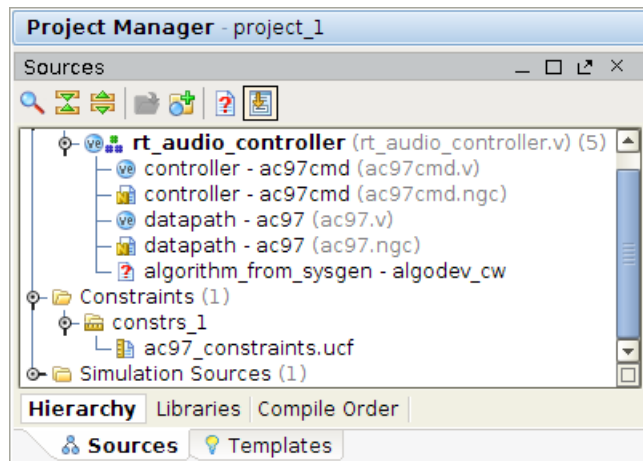 Project Manager - project_1
Sources
rt_audio_controller (rt_audio_controller.v) (5)
controller - ac97cmd (ac97cmd.v)
controller - ac97cmd (ac97cmd.ngc)
datapath - ac97 (ac97.v)
datapath - ac97 (ac97.ngc)
algorithm_from_sysgen - algodev_cw
Constraints (1)
constrs_1
ac97_constraints.ucf
Simulation Sources (1)
Hierarchy Libraries Compile Order
Sources Templates